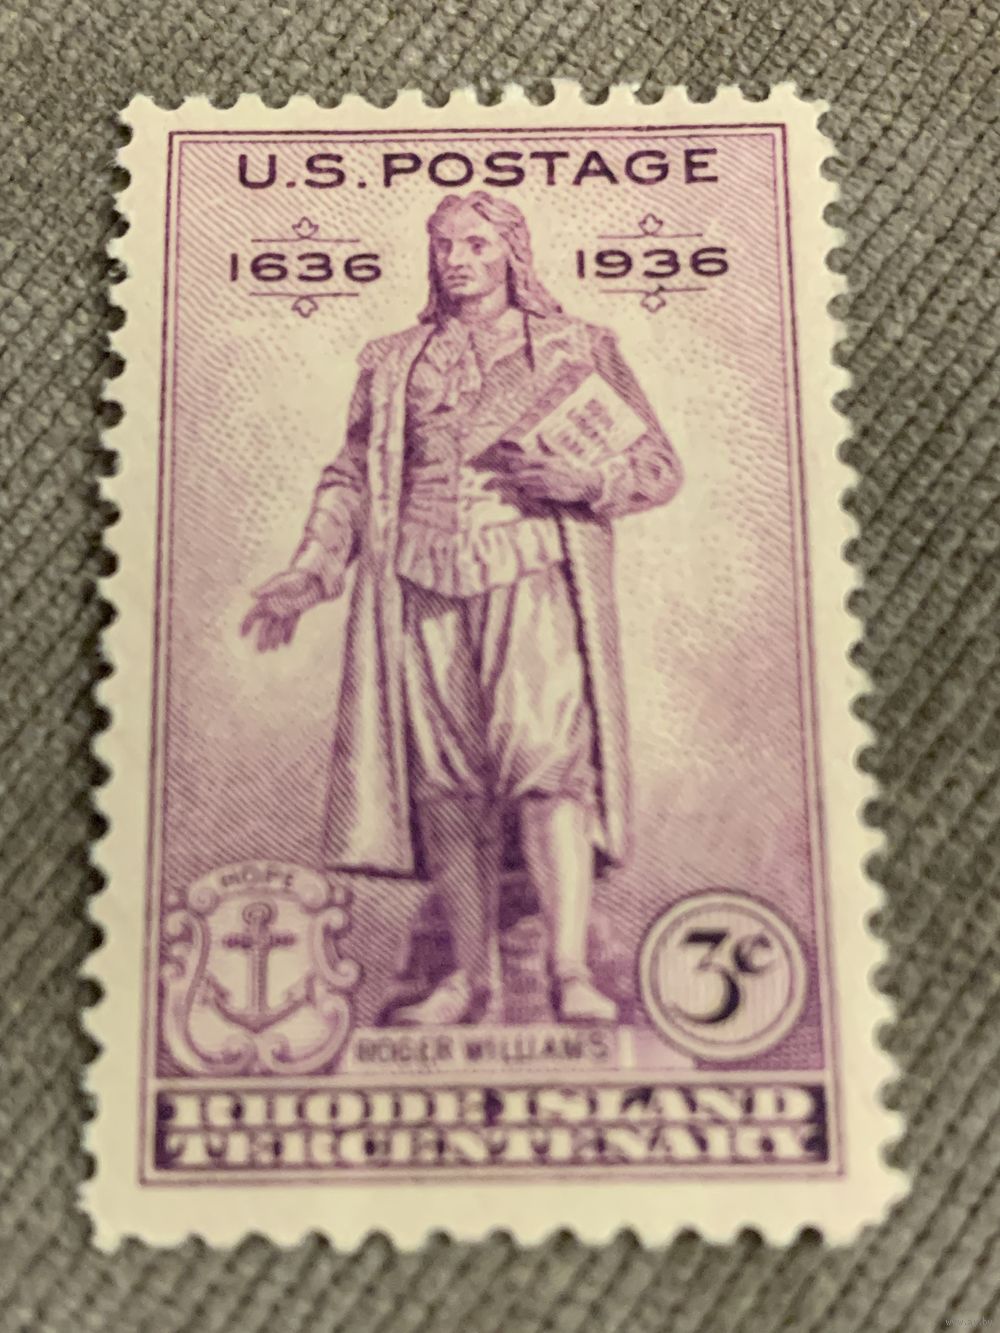 U.S. POSTAGE
1636 1936
HOPE
3c
ROGER WILLIAMS
RHODE ISLAND
TERCENTENARY